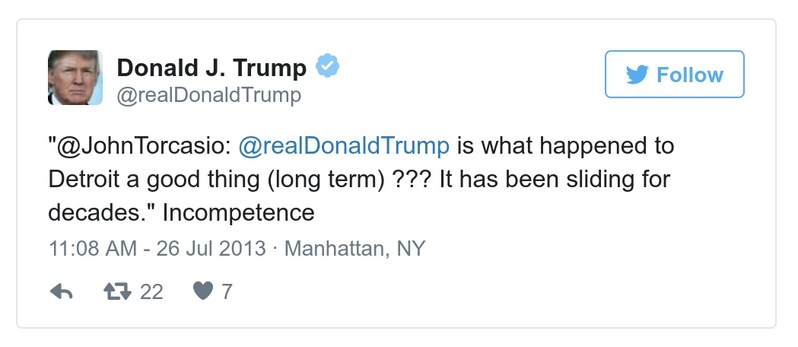 Donald J. Trump
@realDonaldTrump
Follow
"@JohnTorcasio: @realDonaldTrump is what happened to
Detroit a good thing (long term) ??? It has been sliding for
decades." Incompetence
11:08 AM - 26 Jul 2013 · Manhattan, NY
22 7